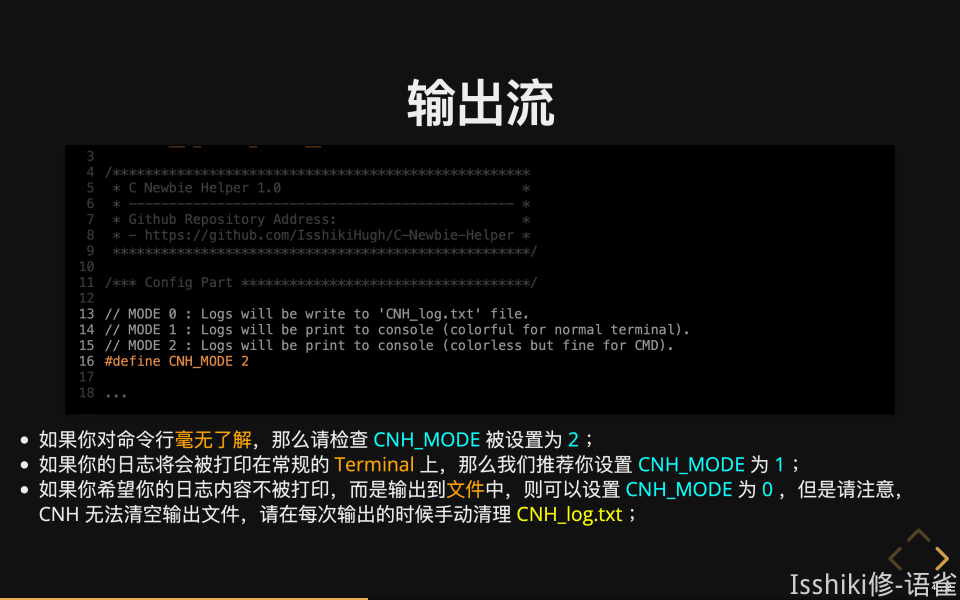 输出流
3
4 /****************************************************
5  * C Newbie Helper 1.0                              *
6  * ------------------------------------------------ *
7  * Github Repository Address:                       *
8  * - https://github.com/IsshikiHugh/C-Newbie-Helper *
9  ****************************************************/
10
11 /*** Config Part ************************************/
12
13 // MODE 0 : Logs will be write to 'CNH_log.txt' file.
14 // MODE 1 : Logs will be print to console (colorful for normal terminal).
15 // MODE 2 : Logs will be print to console (colorless but fine for CMD).
16 #define CNH_MODE 2
17
18 ...
• 如果你对命令行毫无了解，那么请检查 CNH_MODE 被设置为 2；
• 如果你的日志将会被打印在常规的 Terminal 上，那么我们推荐你设置 CNH_MODE 为 1；
• 如果你希望你的日志内容不被打印，而是输出到文件中，则可以设置 CNH_MODE 为 0 ，但是请注意，
CNH 无法清空输出文件，请在每次输出的时候手动清理 CNH_log.txt；
Isshiki修-语雀